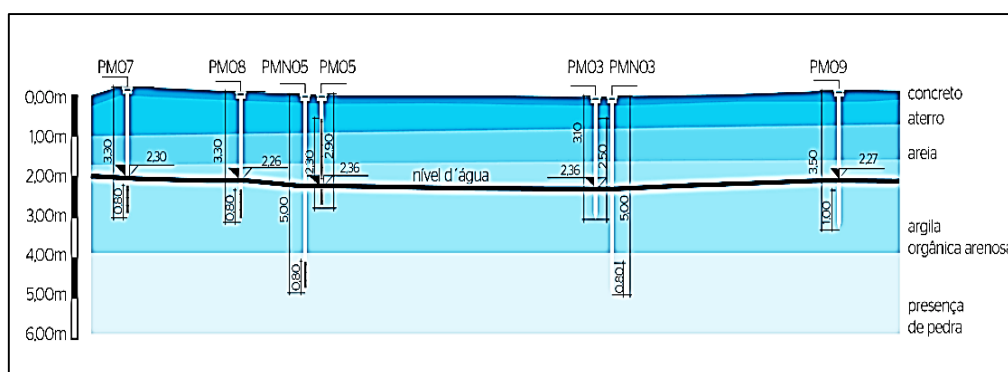 PM07 PM08 PMN05 PM05 PM03 PMN03 PM09
concreto
0,00m
aterro
1,00m
3,30 3,30 2,30 2,90 3,10 2,50 3,50
areia
2,30 2,26 2,36 2,36 2,27
2,00m
nível d´água
0,80 0,80 5,00 5,00 1,00
3,00m
argila
orgânica arenosa
4,00m
0,80 0,80
5,00m
presença
de pedra
6,00m